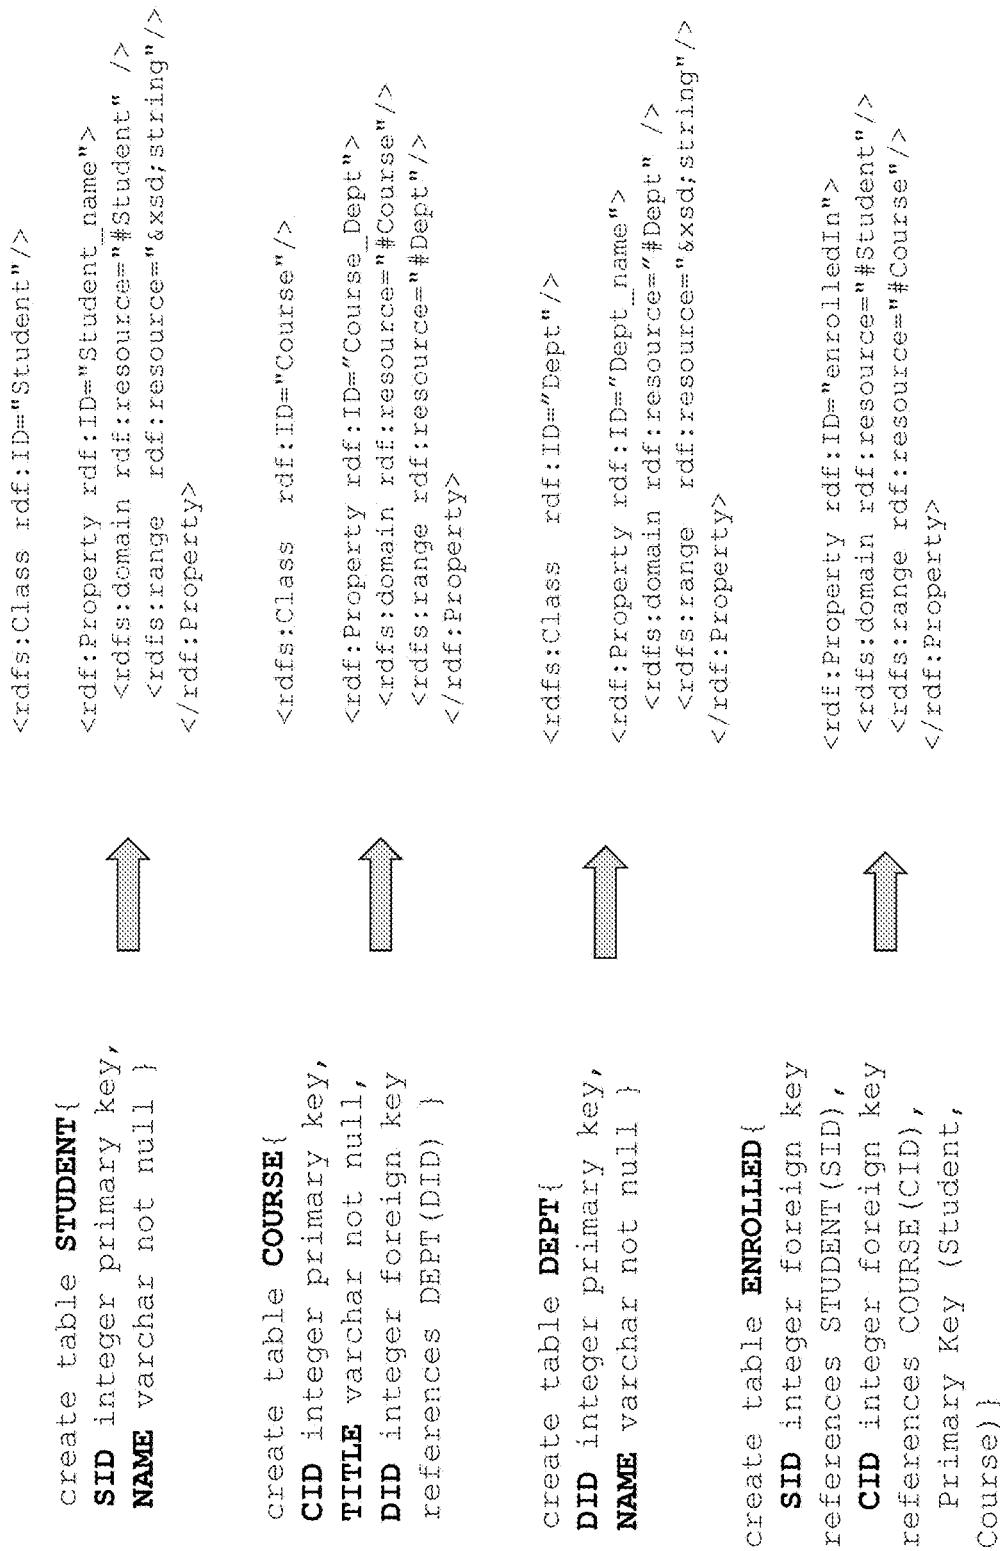 create table STUDENT{
SID integer primary key,
NAME varchar not null }
<rdfs:Class rdf:ID="Student"/>
<rdf:Property rdf:ID="Student_name">
<rdfs:domain rdf:resource="#Student" />
<rdfs:range rdf:resource="&xsd;string"/>
</rdf:Property>
create table COURSE{
CID integer primary key,
TITLE varchar not null,
DID integer foreign key
references DEPT(DID) }
<rdfs:Class rdf:ID="Course"/>
<rdf:Property rdf:ID="Course_Dept">
<rdfs:domain rdf:resource="#Course"/>
<rdfs:range rdf:resource="#Dept"/>
</rdf:Property>
create table DEPT{
DID integer primary key,
NAME varchar not null }
<rdfs:Class rdf:ID="Dept"/>
<rdf:Property rdf:ID="Dept_name">
<rdfs:domain rdf:resource="#Dept" />
<rdfs:range rdf:resource="&xsd;string"/>
</rdf:Property>
create table ENROLLED{
SID integer foreign key
references STUDENT(SID),
CID integer foreign key
references COURSE(CID),
Primary Key (Student,
Course)}
<rdf:Property rdf:ID="enrolledIn">
<rdfs:domain rdf:resource="#Student"/>
<rdfs:range rdf:resource="#Course"/>
</rdf:Property>